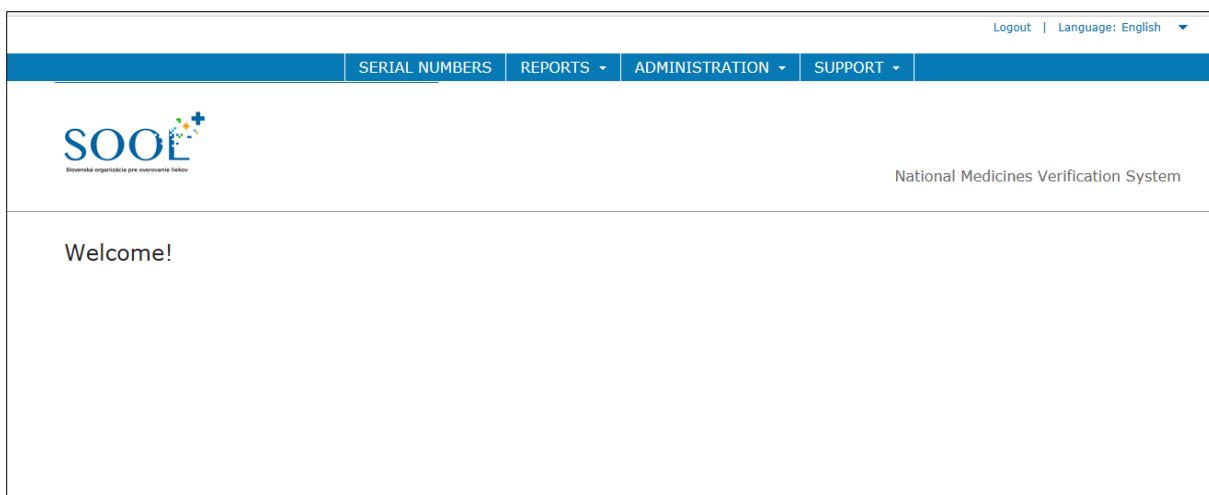 Logout | Language: English
SERIAL NUMBERS REPORTS ADMINISTRATION SUPPORT
SOOL
Slovenská organizácia pre overovanie liekov
National Medicines Verification System
Welcome!